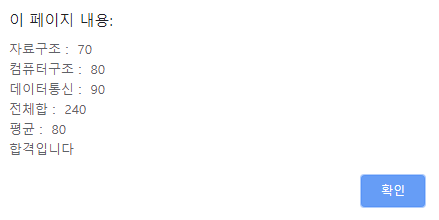 이 페이지 내용:
자료구조 : 70
컴퓨터구조 : 80
데이터통신 : 90
전체합 : 240
평균 : 80
합격입니다
확인